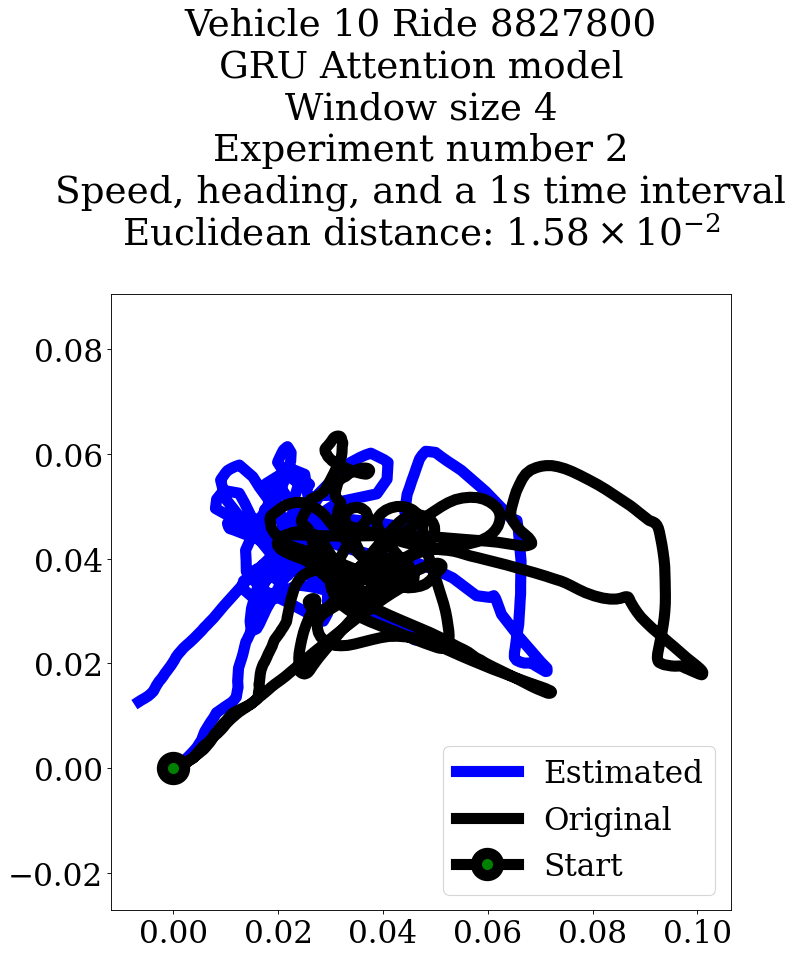 Vehicle 10 Ride 8827800
GRU Attention model
Window size 4
Experiment number 2
Speed, heading, and a 1s time interval
Euclidean distance: 1.58 × 10⁻²
0.08
0.06
0.04
0.02
0.00
−0.02
0.00 0.02 0.04 0.06 0.08 0.10
Estimated
Original
Start